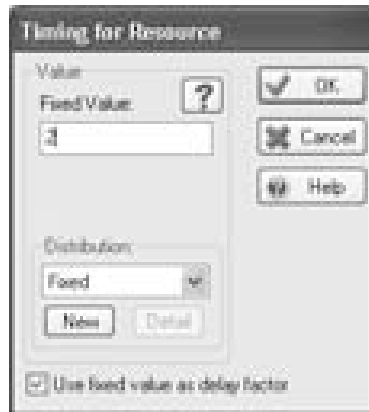 Timing for Resource
Value
Fixed Value:
?
OK
Cancel
Help
Distribution:
Fixed
New
Detail
Use fixed value as delay factor